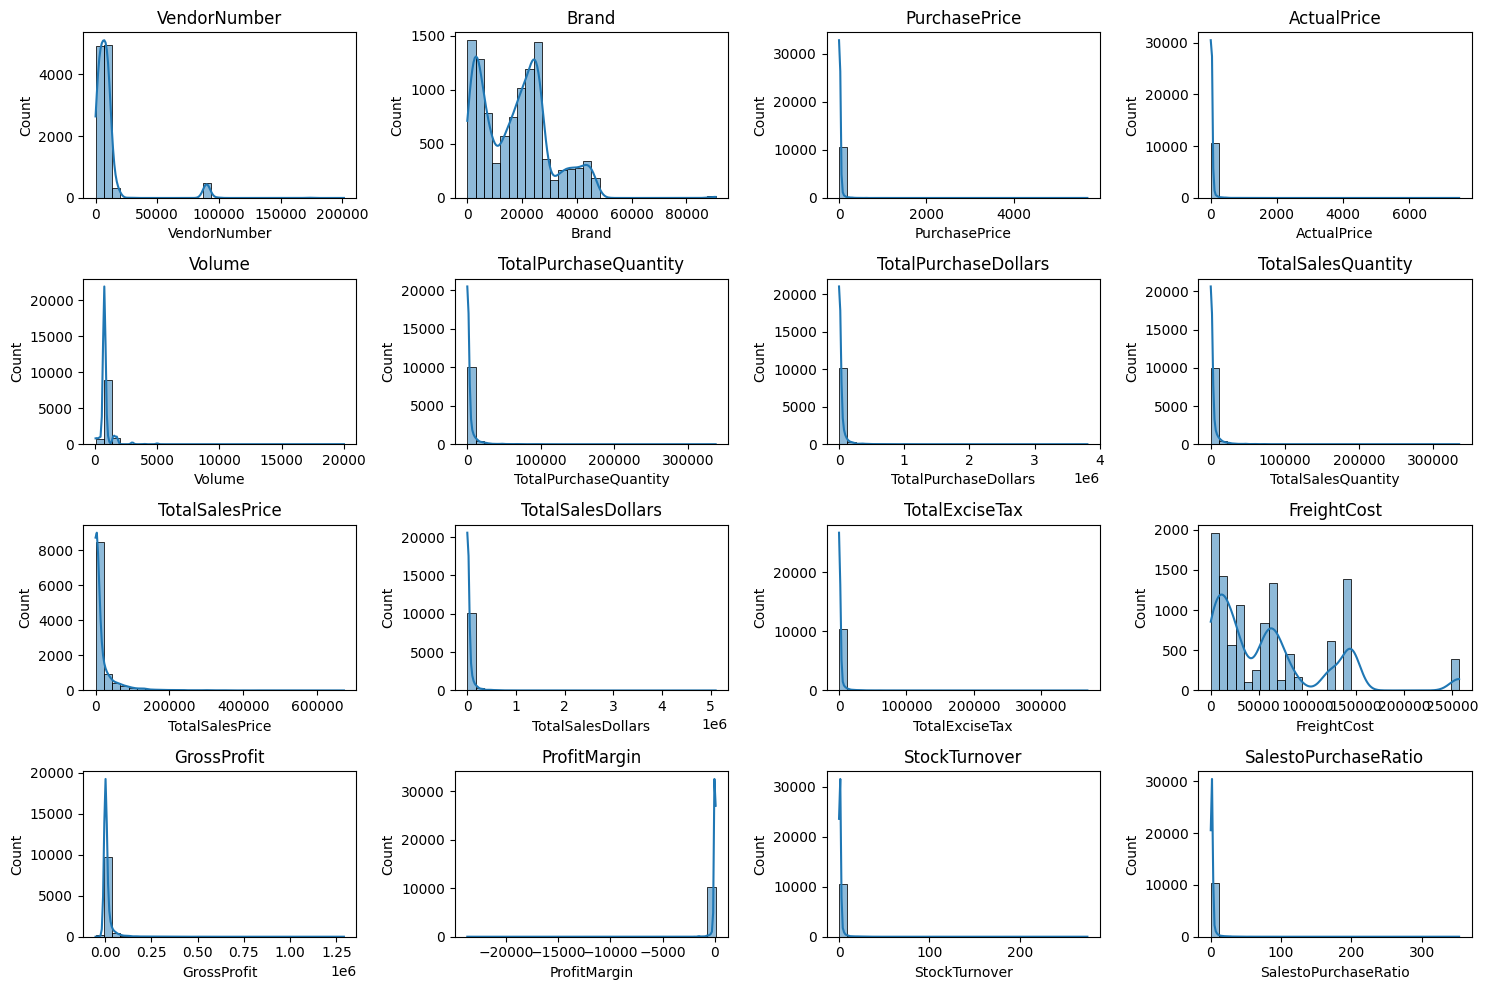 VendorNumber
Count
4000
2000
0
0 50000 100000 150000 200000
VendorNumber
Brand
Count
1500
1000
500
0
0 20000 40000 60000 80000
Brand
PurchasePrice
Count
30000
20000
10000
0
0 2000 4000
PurchasePrice
ActualPrice
Count
30000
20000
10000
0
0 2000 4000 6000
ActualPrice
Volume
Count
20000
15000
10000
5000
0
0 5000 10000 15000 20000
Volume
TotalPurchaseQuantity
Count
20000
15000
10000
5000
0
0 100000 200000 300000
TotalPurchaseQuantity
TotalPurchaseDollars
Count
20000
15000
10000
5000
0
0 1 2 3 4
1e6
TotalPurchaseDollars
TotalSalesQuantity
Count
20000
15000
10000
5000
0
0 100000 200000 300000
TotalSalesQuantity
TotalSalesPrice
Count
8000
6000
4000
2000
0
0 200000 400000 600000
TotalSalesPrice
TotalSalesDollars
Count
20000
15000
10000
5000
0
0 1 2 3 4 5
1e6
TotalSalesDollars
TotalExciseTax
Count
20000
10000
0
0 100000 200000 300000
TotalExciseTax
FreightCost
Count
2000
1500
1000
500
0
0 50000 100000 150000 200000 250000
FreightCost
GrossProfit
Count
20000
15000
10000
5000
0
0.00 0.25 0.50 0.75 1.00 1.25
1e6
GrossProfit
ProfitMargin
Count
30000
20000
10000
0
−20000 −15000 −10000 −5000 0
ProfitMargin
StockTurnover
Count
30000
20000
10000
0
0 100 200
StockTurnover
SalestoPurchaseRatio
Count
30000
20000
10000
0
0 100 200 300
SalestoPurchaseRatio